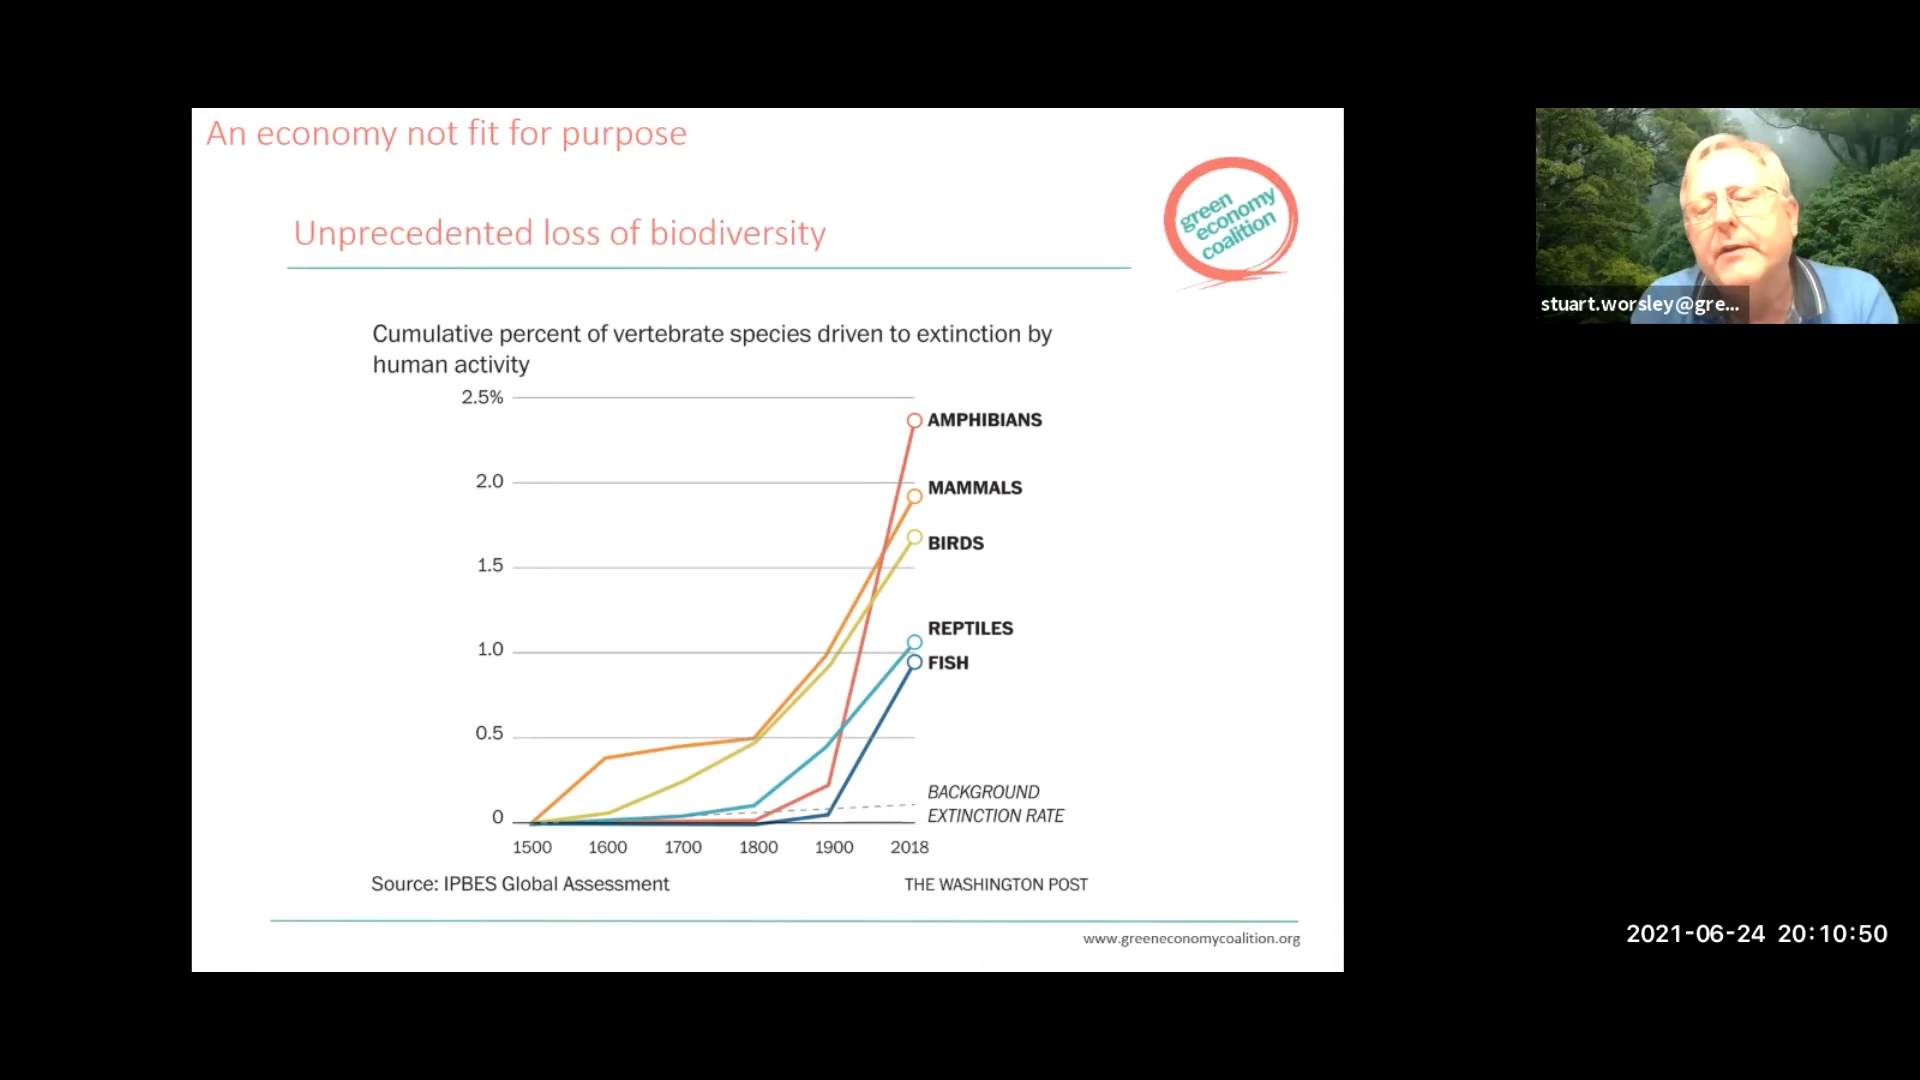 An economy not fit for purpose
Unprecedented loss of biodiversity
green
economy
coalition
stuart.worsley@gre...
Cumulative percent of vertebrate species driven to extinction by
human activity
2.5%
2.0
1.5
1.0
0.5
0
AMPHIBIANS
MAMMALS
BIRDS
REPTILES
FISH
BACKGROUND
EXTINCTION RATE
1500 1600 1700 1800 1900 2018
Source: IPBES Global Assessment THE WASHINGTON POST
www.greeneconomycoalition.org
2021-06-24 20:10:50